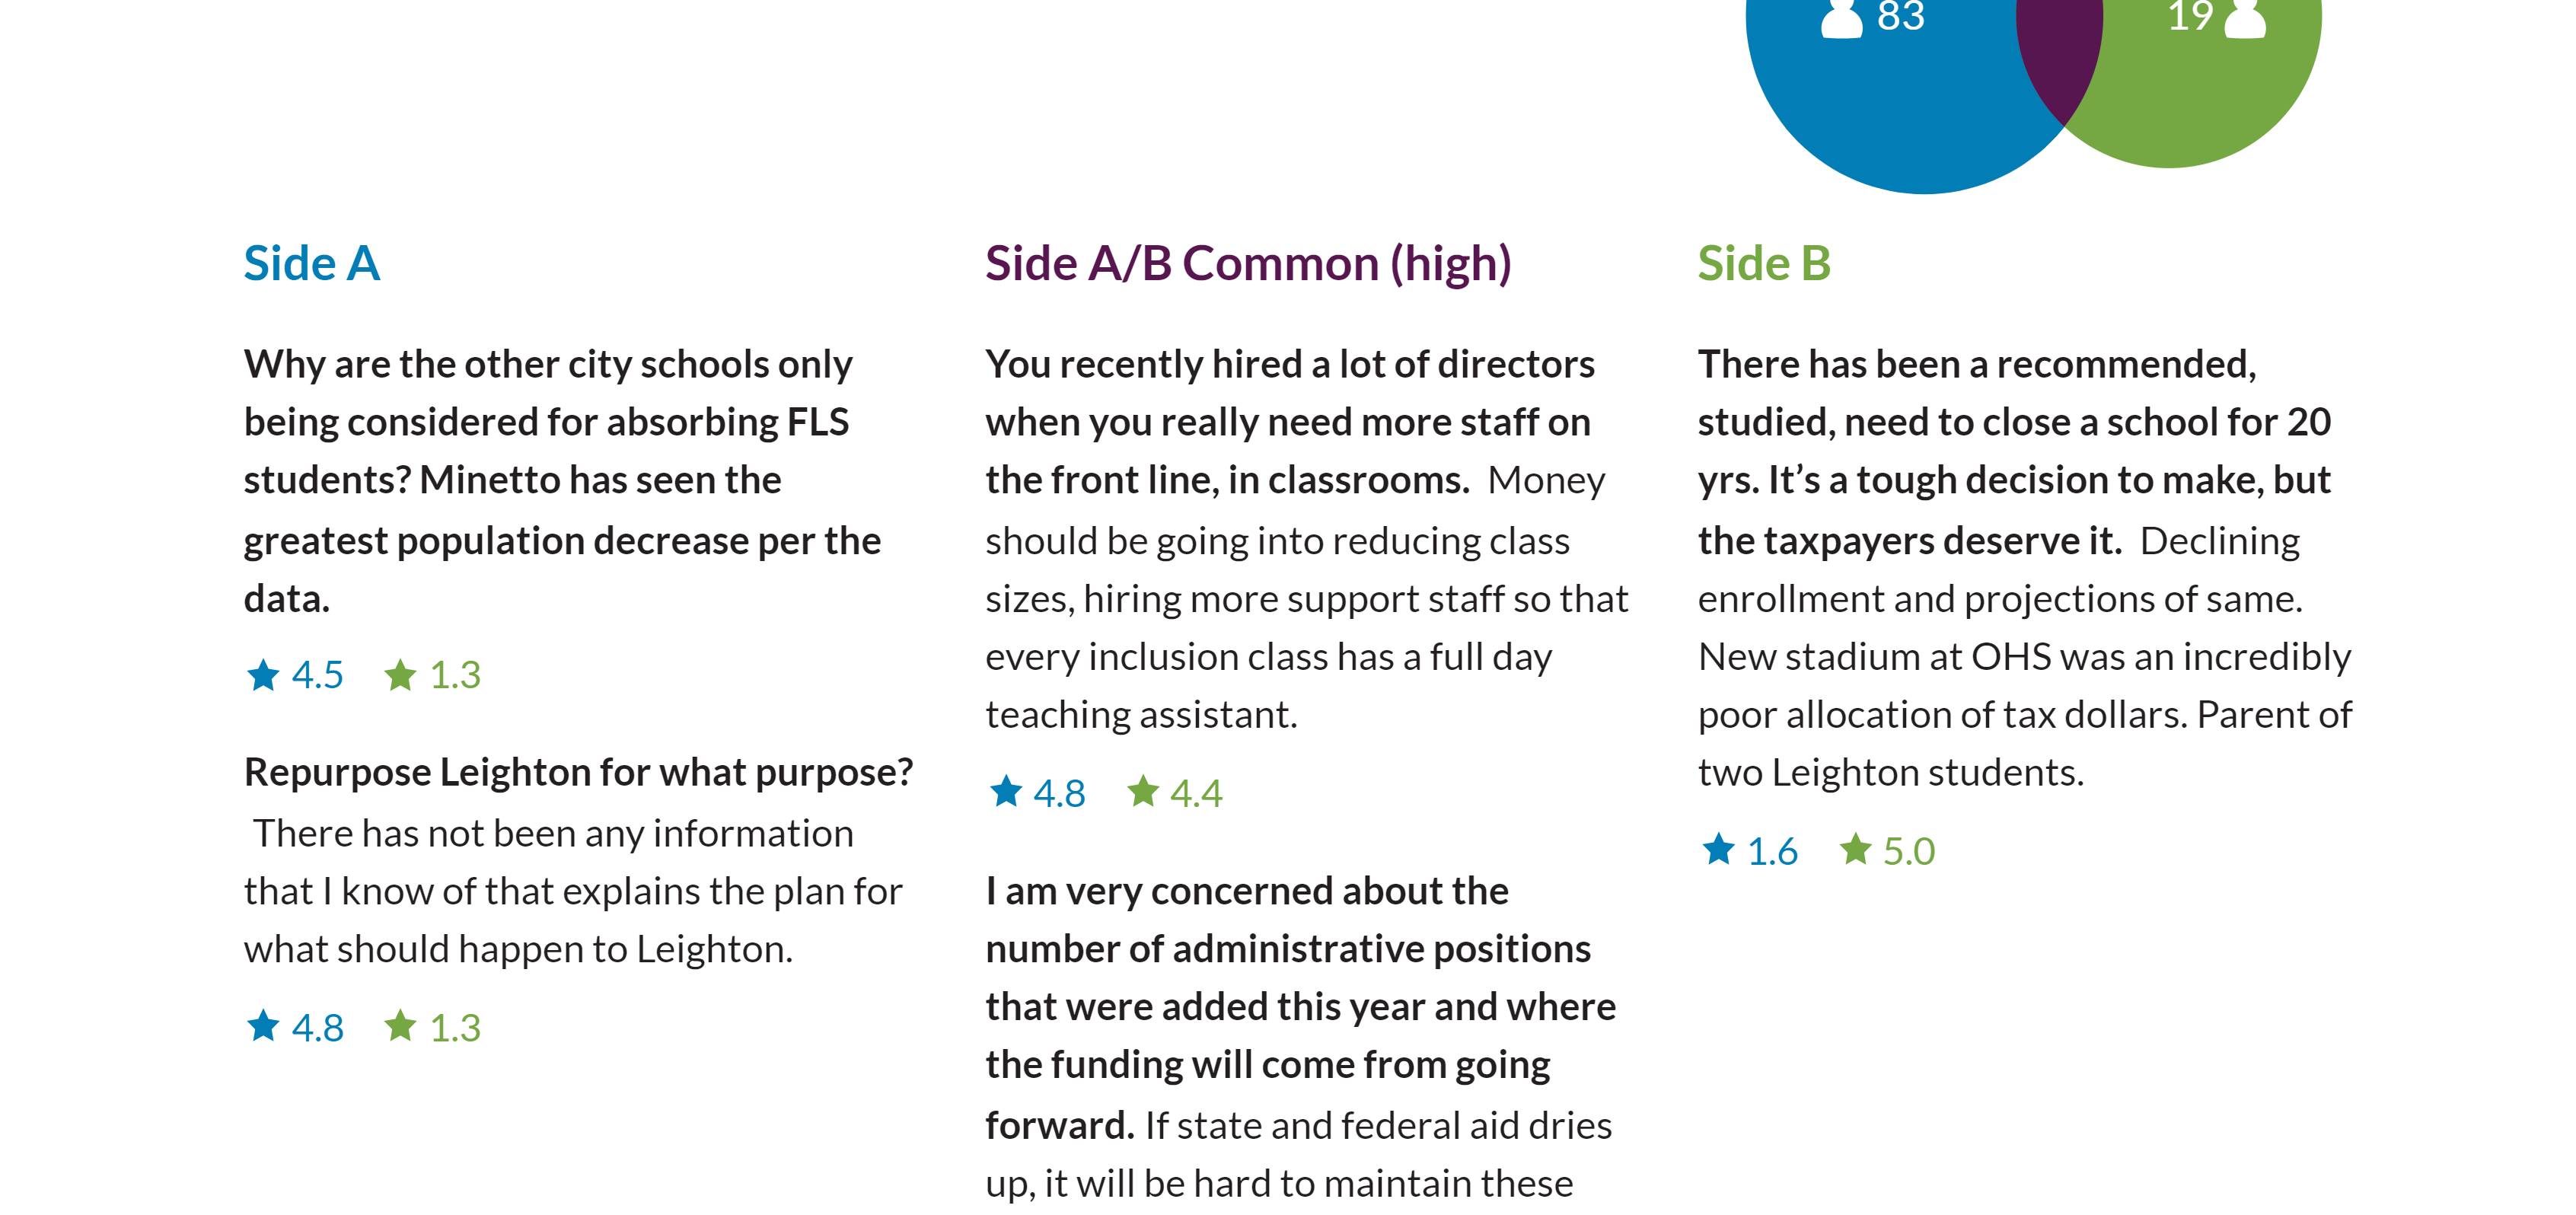 83
19
Side A
Why are the other city schools only
being considered for absorbing FLS
students? Minetto has seen the
greatest population decrease per the
data.
4.5 1.3
Repurpose Leighton for what purpose?
There has not been any information
that I know of that explains the plan for
what should happen to Leighton.
4.8 1.3
Side A/B Common (high)
You recently hired a lot of directors
when you really need more staff on
the front line, in classrooms. Money
should be going into reducing class
sizes, hiring more support staff so that
every inclusion class has a full day
teaching assistant.
4.8 4.4
I am very concerned about the
number of administrative positions
that were added this year and where
the funding will come from going
forward. If state and federal aid dries
up, it will be hard to maintain these
Side B
There has been a recommended,
studied, need to close a school for 20
yrs. It’s a tough decision to make, but
the taxpayers deserve it. Declining
enrollment and projections of same.
New stadium at OHS was an incredibly
poor allocation of tax dollars. Parent of
two Leighton students.
1.6 5.0